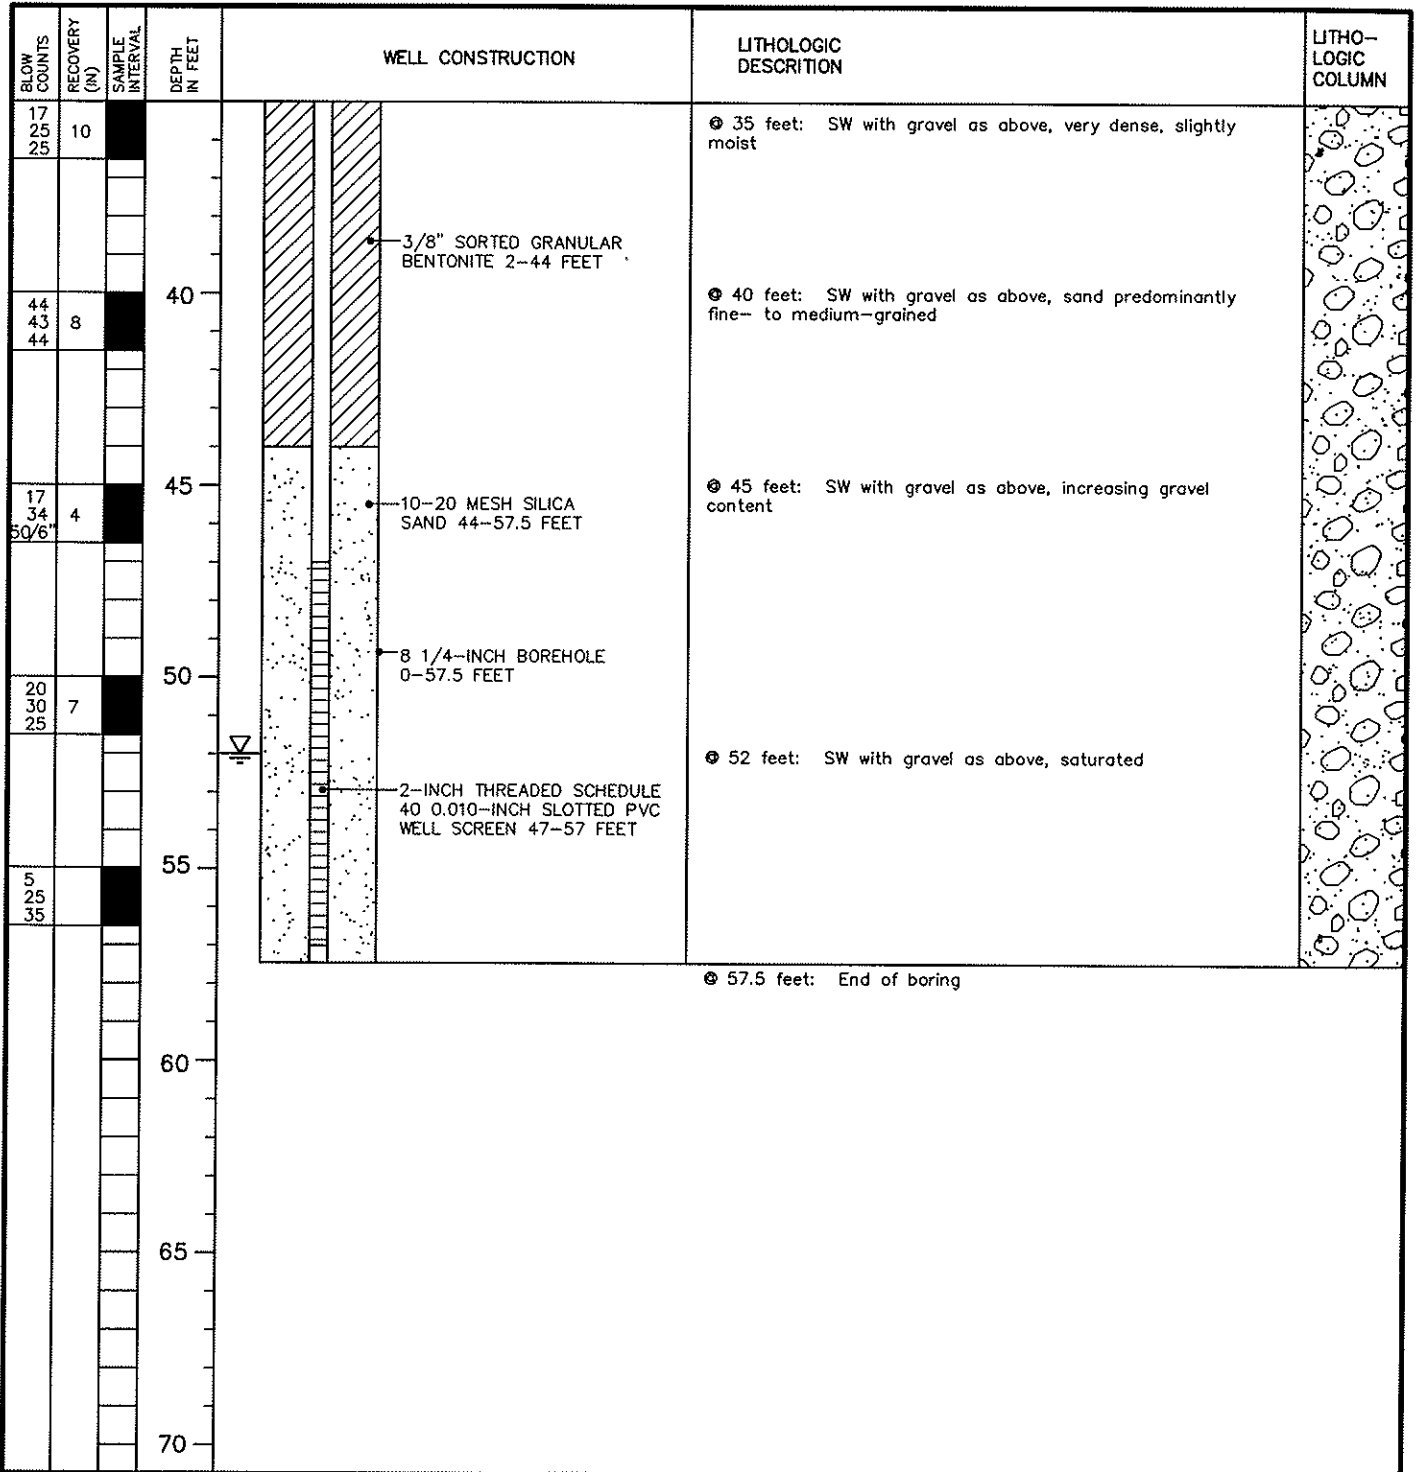 BLOW
COUNTS
RECOVERY
(IN)
SAMPLE
INTERVAL
DEPTH
IN FEET
WELL CONSTRUCTION
LITHOLOGIC
DESCRITION
LITHO-
LOGIC
COLUMN
17
25
25
10
@ 35 feet: SW with gravel as above, very dense, slightly
moist
3/8" SORTED GRANULAR
BENTONITE 2-44 FEET
40
44
43
44
8
@ 40 feet: SW with gravel as above, sand predominantly
fine- to medium-grained
45
17
34
50/6"
4
10-20 MESH SILICA
SAND 44-57.5 FEET
@ 45 feet: SW with gravel as above, increasing gravel
content
8 1/4-INCH BOREHOLE
0-57.5 FEET
50
20
30
25
7
@ 52 feet: SW with gravel as above, saturated
2-INCH THREADED SCHEDULE
40 0.010-INCH SLOTTED PVC
WELL SCREEN 47-57 FEET
55
5
25
35
@ 57.5 feet: End of boring
60
65
70